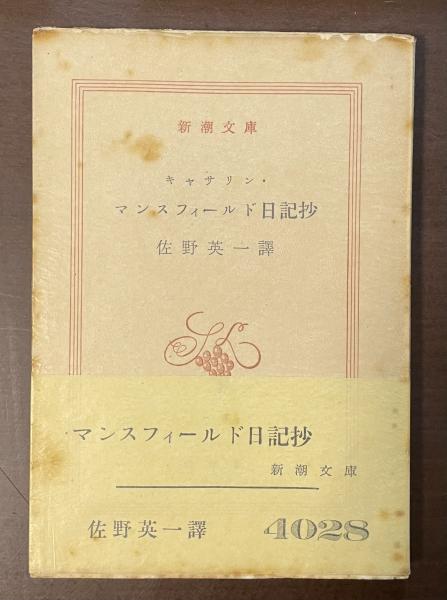 新潮文庫
キャサリン・
マンスフィールド日記抄
佐野英一譯
マンスフィールド日記抄
新潮文庫
佐野英一譯 4028